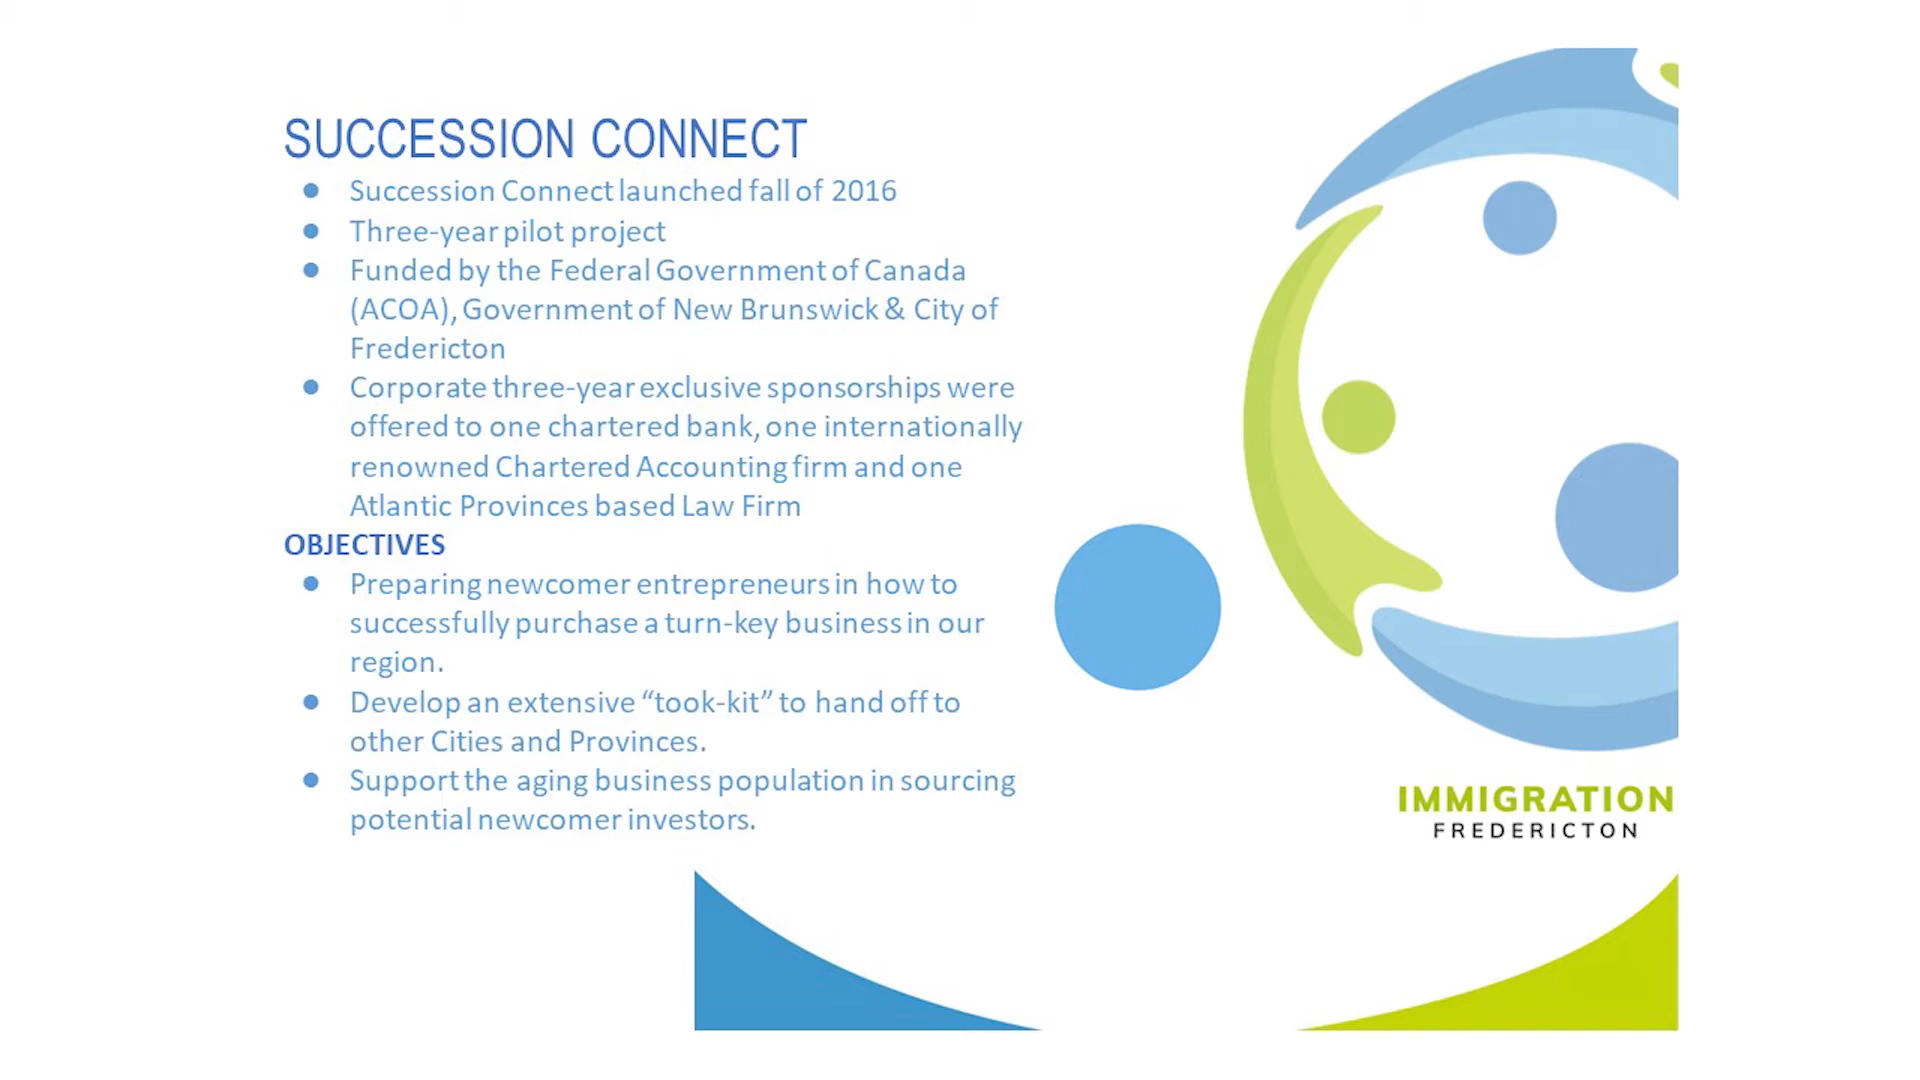 SUCCESSION CONNECT
● Succession Connect launched fall of 2016
● Three-year pilot project
● Funded by the Federal Government of Canada
(ACOA), Government of New Brunswick & City of
Fredericton
● Corporate three-year exclusive sponsorships were
offered to one chartered bank, one internationally
renowned Chartered Accounting firm and one
Atlantic Provinces based Law Firm
OBJECTIVES
● Preparing newcomer entrepreneurs in how to
successfully purchase a turn-key business in our
region.
● Develop an extensive “took-kit” to hand off to
other Cities and Provinces.
● Support the aging business population in sourcing
potential newcomer investors.
IMMIGRATION
FREDERICTON